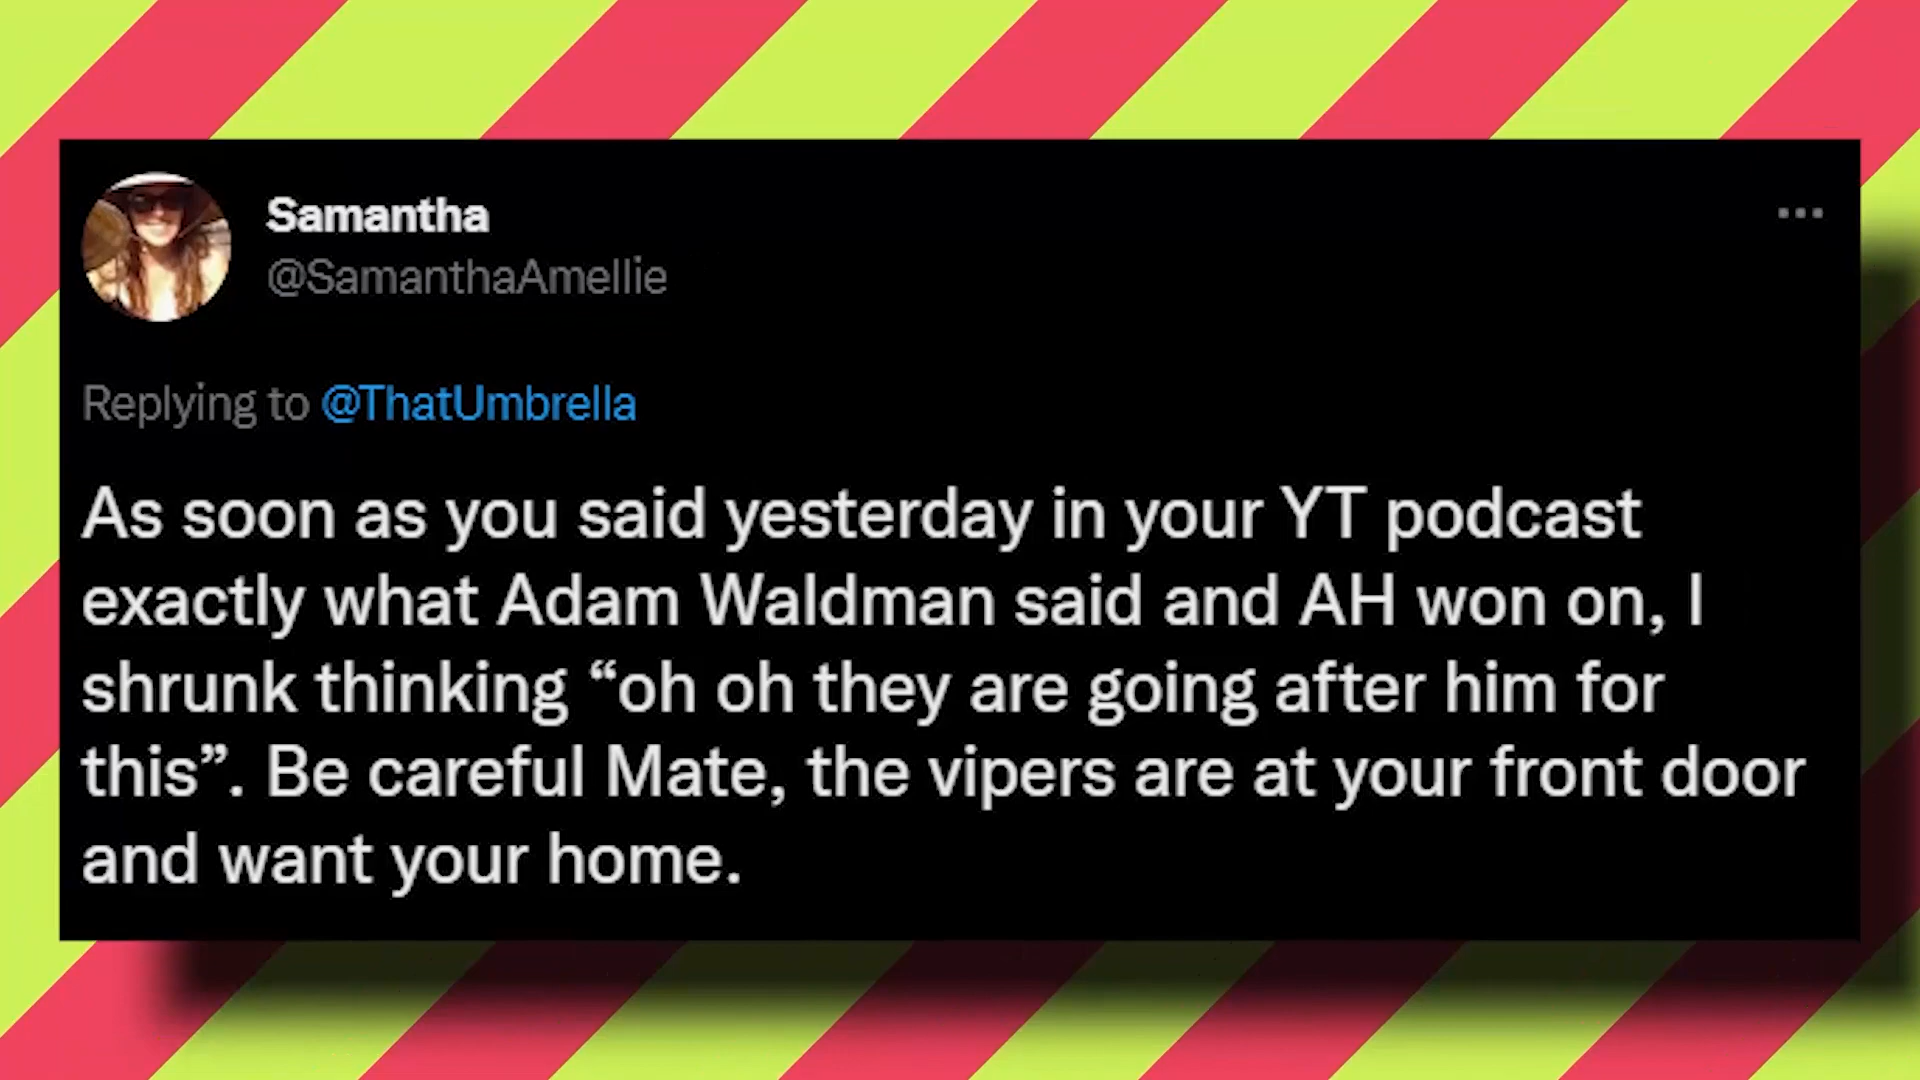 Samantha
@SamanthaAmellie
Replying to @ThatUmbrella
As soon as you said yesterday in your YT podcast
exactly what Adam Waldman said and AH won on, I
shrunk thinking “oh oh they are going after him for
this”. Be careful Mate, the vipers are at your front door
and want your home.